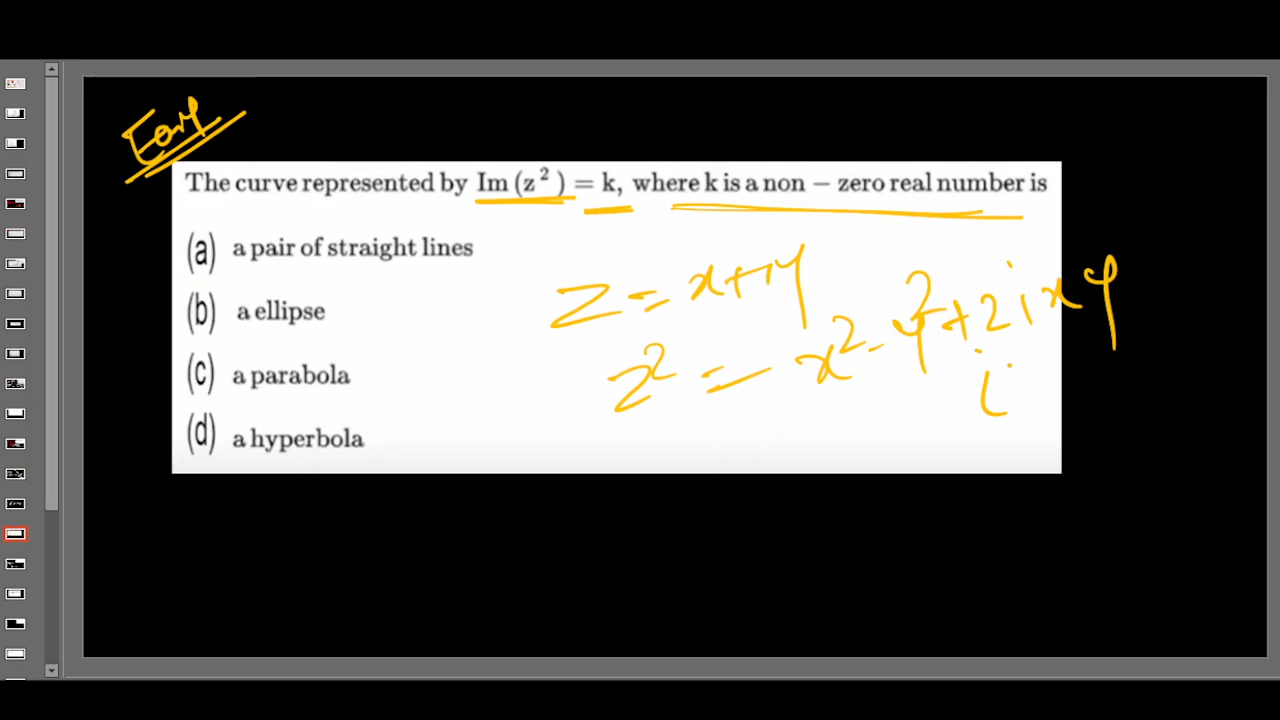 Easy
The curve represented by Im (z²) = k, where k is a non – zero real number is
(a) a pair of straight lines
(b) a ellipse
(c) a parabola
(d) a hyperbola
z = x + iy
z² = x² - y² + 2ixy
i